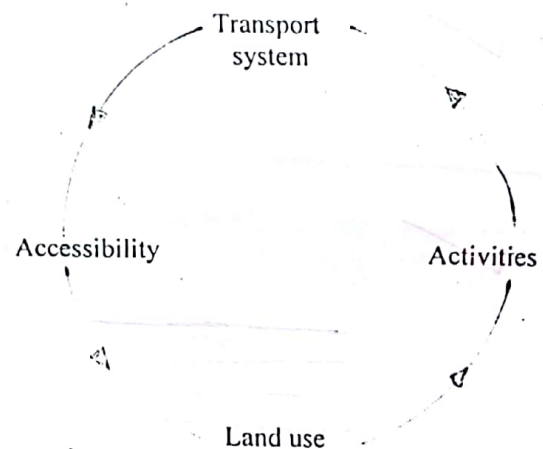 Transport
system
Accessibility
Activities
Land use